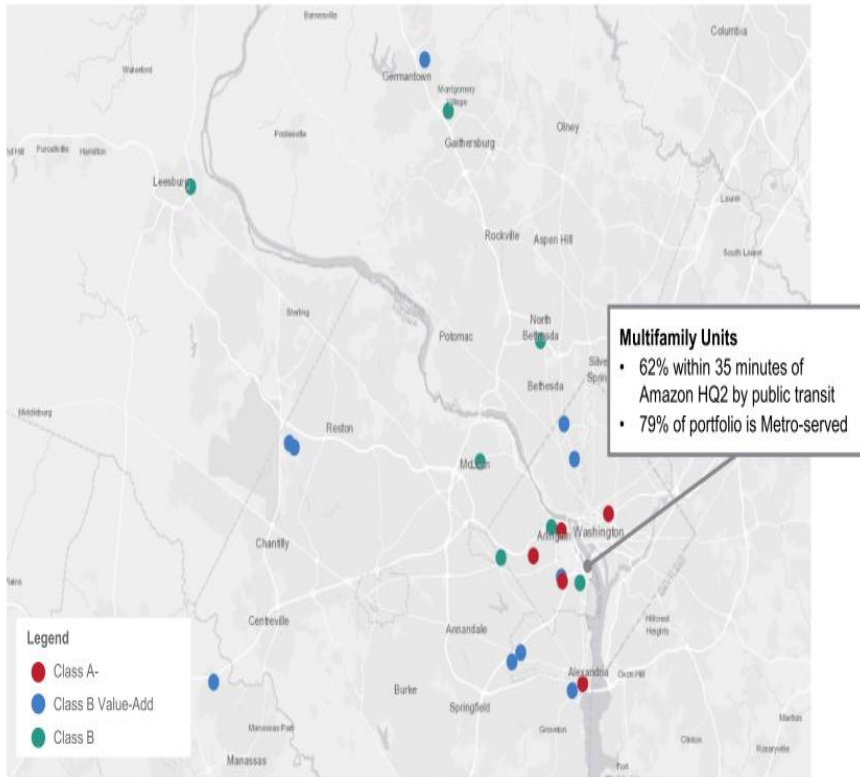 Barnesville
Columbia
Waterford
Germantown
Montgomery
Village
Poolesville
Olney
Purcellville
Hamilton
Gaithersburg
Leesburg
Laurel
Rockville
Aspen Hill
South Laurel
Sterling
North
Bethesda
Potomac
Silver
Spring
Bethesda
Multifamily Units
• 62% within 35 minutes of
Amazon HQ2 by public transit
• 79% of portfolio is Metro-served
Middleburg
Reston
McLean
Arlington
Washington
Chantilly
Centreville
Annandale
Hillcrest
Heights
Alexandria
Oxon Hill
Burke
Springfield
Groveton
Clinton
Rosaryville
Manassas Park
Manassas
Fort
Legend
Class A-
Class B Value-Add
Class B